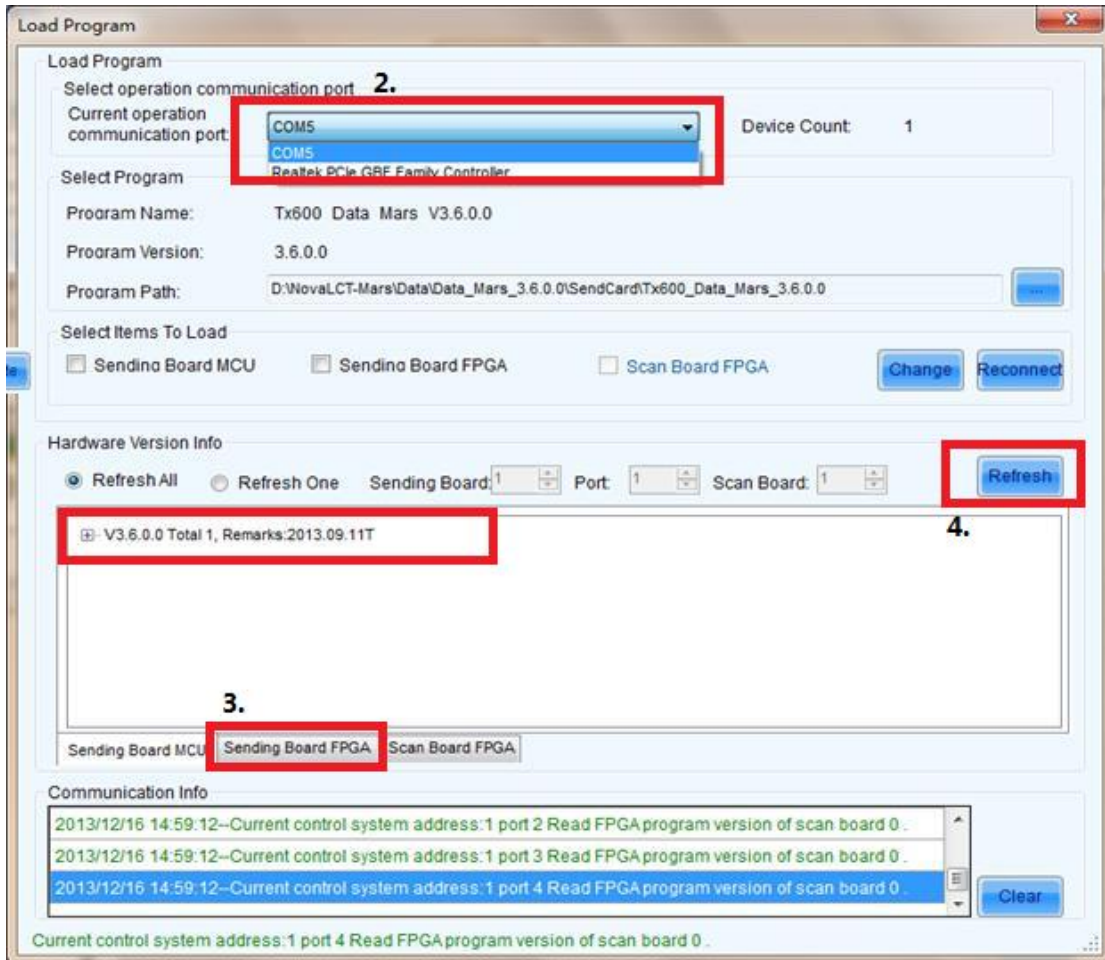 Load Program
Load Program
Select operation communication port
2.
Current operation
communication port:
COM5
Device Count:
1
COM5
Realtek PCIe GBE Family Controller
Select Program
Program Name:
Tx600 Data Mars V3.6.0.0
Program Version:
3.6.0.0
Program Path:
D:\NovaLCT-Mars\Data\Data_Mars_3.6.0.0\SendCard\Tx600_Data_Mars_3.6.0.0
...
Select Items To Load
Sending Board MCU
Sending Board FPGA
Scan Board FPGA
Change
Reconnect
Hardware Version Info
Refresh All
Refresh One
Sending Board:
1
Port:
1
Scan Board:
1
Refresh
4.
V3.6.0.0 Total 1, Remarks:2013.09.11T
3.
Sending Board MCU
Sending Board FPGA
Scan Board FPGA
Communication Info
2013/12/16 14:59:12--Current control system address:1 port 2 Read FPGA program version of scan board 0 .
2013/12/16 14:59:12--Current control system address:1 port 3 Read FPGA program version of scan board 0 .
2013/12/16 14:59:12--Current control system address:1 port 4 Read FPGA program version of scan board 0 .
Clear
Current control system address:1 port 4 Read FPGA program version of scan board 0 .